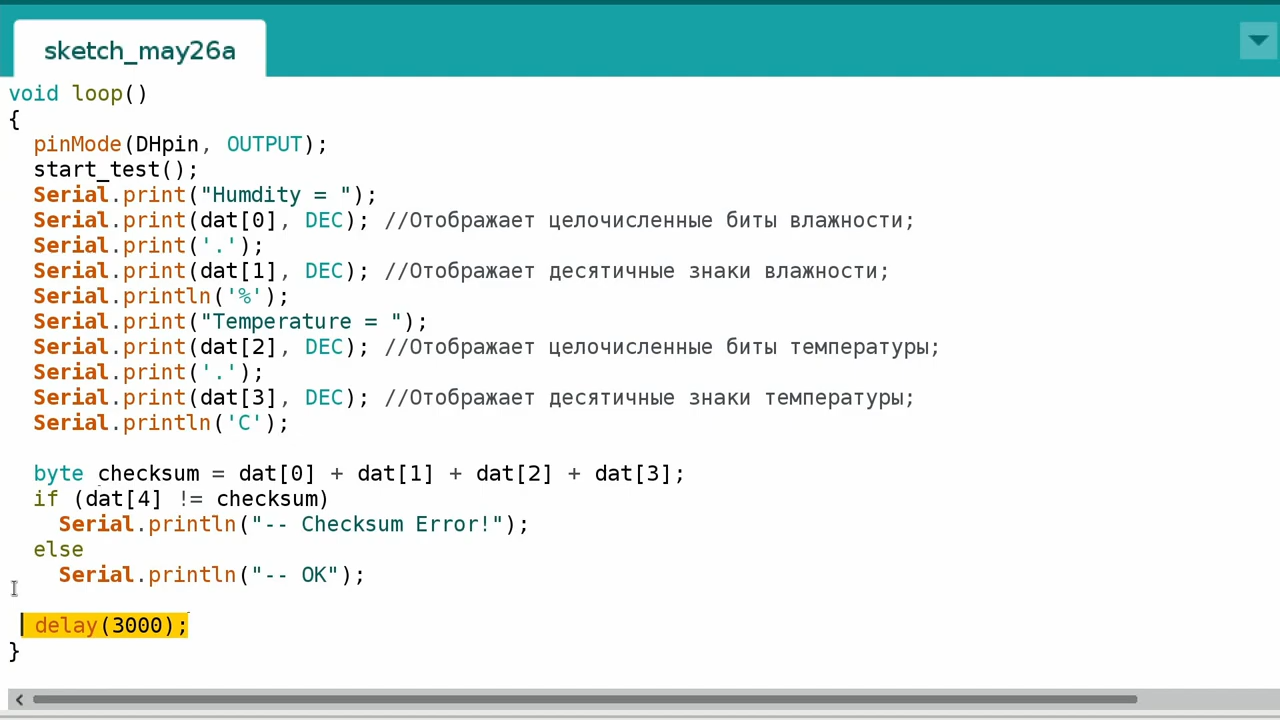 sketch_may26a
void loop()
{
pinMode(DHpin, OUTPUT);
start_test();
Serial.print("Humdity = ");
Serial.print(dat[0], DEC); //Отображает целочисленные биты влажности;
Serial.print('.');
Serial.print(dat[1], DEC); //Отображает десятичные знаки влажности;
Serial.println('%');
Serial.print("Temperature = ");
Serial.print(dat[2], DEC); //Отображает целочисленные биты температуры;
Serial.print('.');
Serial.print(dat[3], DEC); //Отображает десятичные знаки температуры;
Serial.println('C');
byte checksum = dat[0] + dat[1] + dat[2] + dat[3];
if (dat[4] != checksum)
Serial.println("-- Checksum Error!");
else
Serial.println("-- OK");
delay(3000);
}